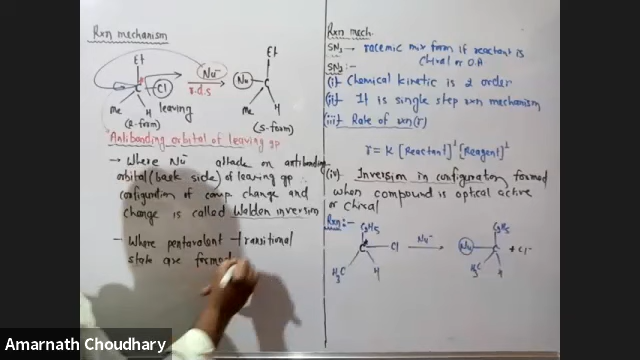 Rxn mechanism
Et
C
Cl
Me
H
leaving
(R-form)
Nu⁻
r.d.s
Et
Nu
C
Me
H
(S-form)
Antibanding orbital of leaving gp
→ Where Nu⁻ attack on antibonding
orbital (back side) of leaving gp
configuration of comp change and
change is called Walden inversion
- Where pentavalent transitional
state are formed
Rxn mech.
SN1 → racemic mix form if reactant is
chiral or O.A
SN2 :-
(i) Chemical kinetic is 2 order
(ii) It is single step rxn mechanism
(iii) Rate of rxn (r)
r = K [Reactant]¹ [Reagent]¹
(iv) Inversion in configuration formed
when compound is optical active
or chiral
Rxn :-
C₂H₅
Cl
H₃C
H
Nu⁻
C₂H₅
Nu
C
H₃C
H
+ Cl⁻
Amarnath Choudhary